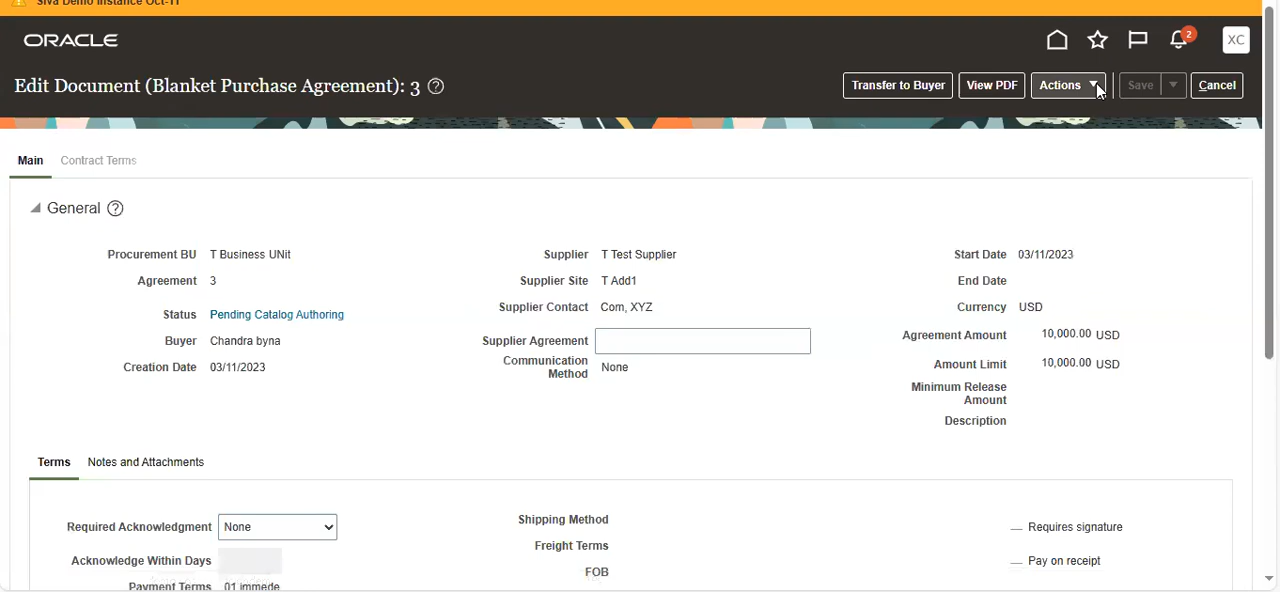 Siva Demo Instance Oct-11
ORACLE
2
XC
Edit Document (Blanket Purchase Agreement): 3
Transfer to Buyer
View PDF
Actions
Save
Cancel
Main
Contract Terms
General
Procurement BU T Business UNit
Agreement 3
Status Pending Catalog Authoring
Buyer Chandra byna
Creation Date 03/11/2023
Supplier T Test Supplier
Supplier Site T Add1
Supplier Contact Com, XYZ
Supplier Agreement
Communication
Method None
Start Date 03/11/2023
End Date
Currency USD
Agreement Amount 10,000.00 USD
Amount Limit 10,000.00 USD
Minimum Release
Amount
Description
Terms
Notes and Attachments
Required Acknowledgment None
Acknowledge Within Days
Payment Terms 01 immede
Shipping Method
Freight Terms
FOB
Requires signature
Pay on receipt